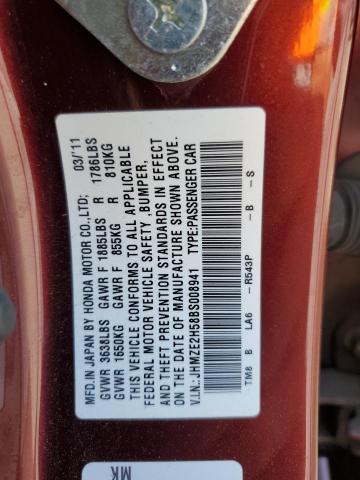 MFD. IN JAPAN BY HONDA MOTOR CO.,LTD; 03/'11
GVWR 3638LBS GAWR F 1885LBS R 1786LBS
GVWR 1650KG GAWR F 855KG R 810KG
THIS VEHICLE CONFORMS TO ALL APPLICABLE
FEDERAL MOTOR VEHICLE SAFETY ,BUMPER,
AND THEFT PREVENTION STANDARDS IN EFFECT
ON THE DATE OF MANUFACTURE SHOWN ABOVE.
V.I.N.: JHMZE2H58BS008941 TYPE:PASSENGER CAR
TM8 B LA6 -R543P -B -S
MK